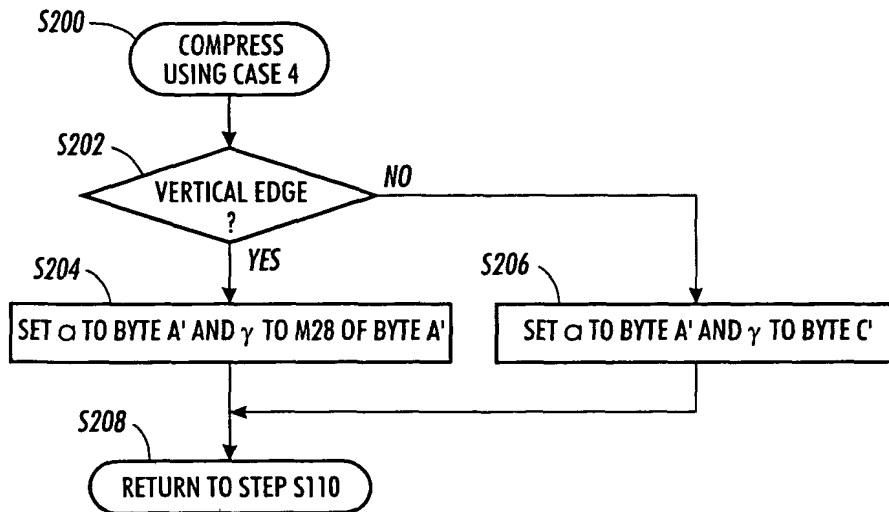 S200
COMPRESS
USING CASE 4
S202
VERTICAL EDGE
?
NO
YES
S204
SET α TO BYTE A' AND γ TO M28 OF BYTE A'
S206
SET α TO BYTE A' AND γ TO BYTE C'
S208
RETURN TO STEP S110